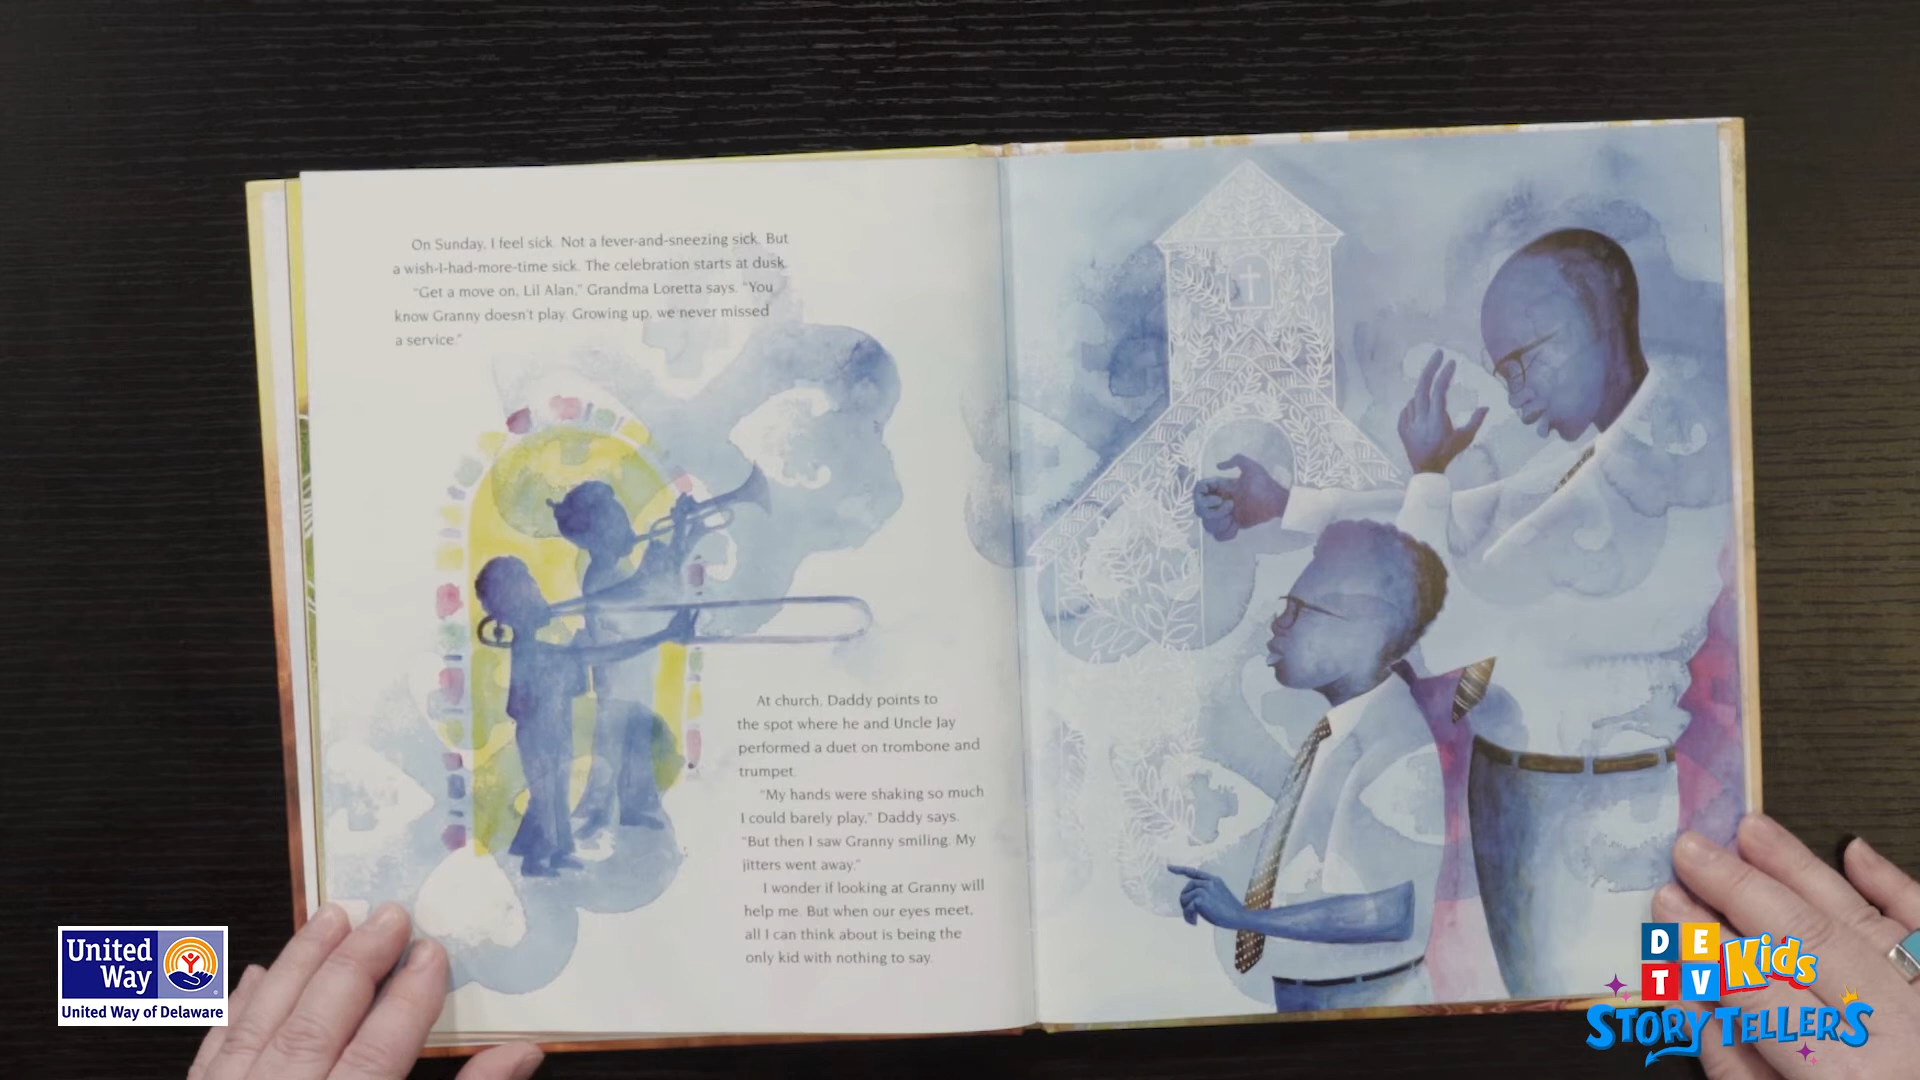 On Sunday, I feel sick. Not a fever-and-sneezing sick. But
a wish-I-had-more-time sick. The celebration starts at dusk.
"Get a move on, Lil Alan," Grandma Loretta says. "You
know Granny doesn't play. Growing up, we never missed
a service."
At church, Daddy points to
the spot where he and Uncle Jay
performed a duet on trombone and
trumpet.
"My hands were shaking so much
I could barely play," Daddy says.
"But then I saw Granny smiling. My
jitters went away."
I wonder if looking at Granny will
help me. But when our eyes meet,
all I can think about is being the
only kid with nothing to say.
United
Way
United Way of Delaware
DE
TV Kids
STORY TELLERS